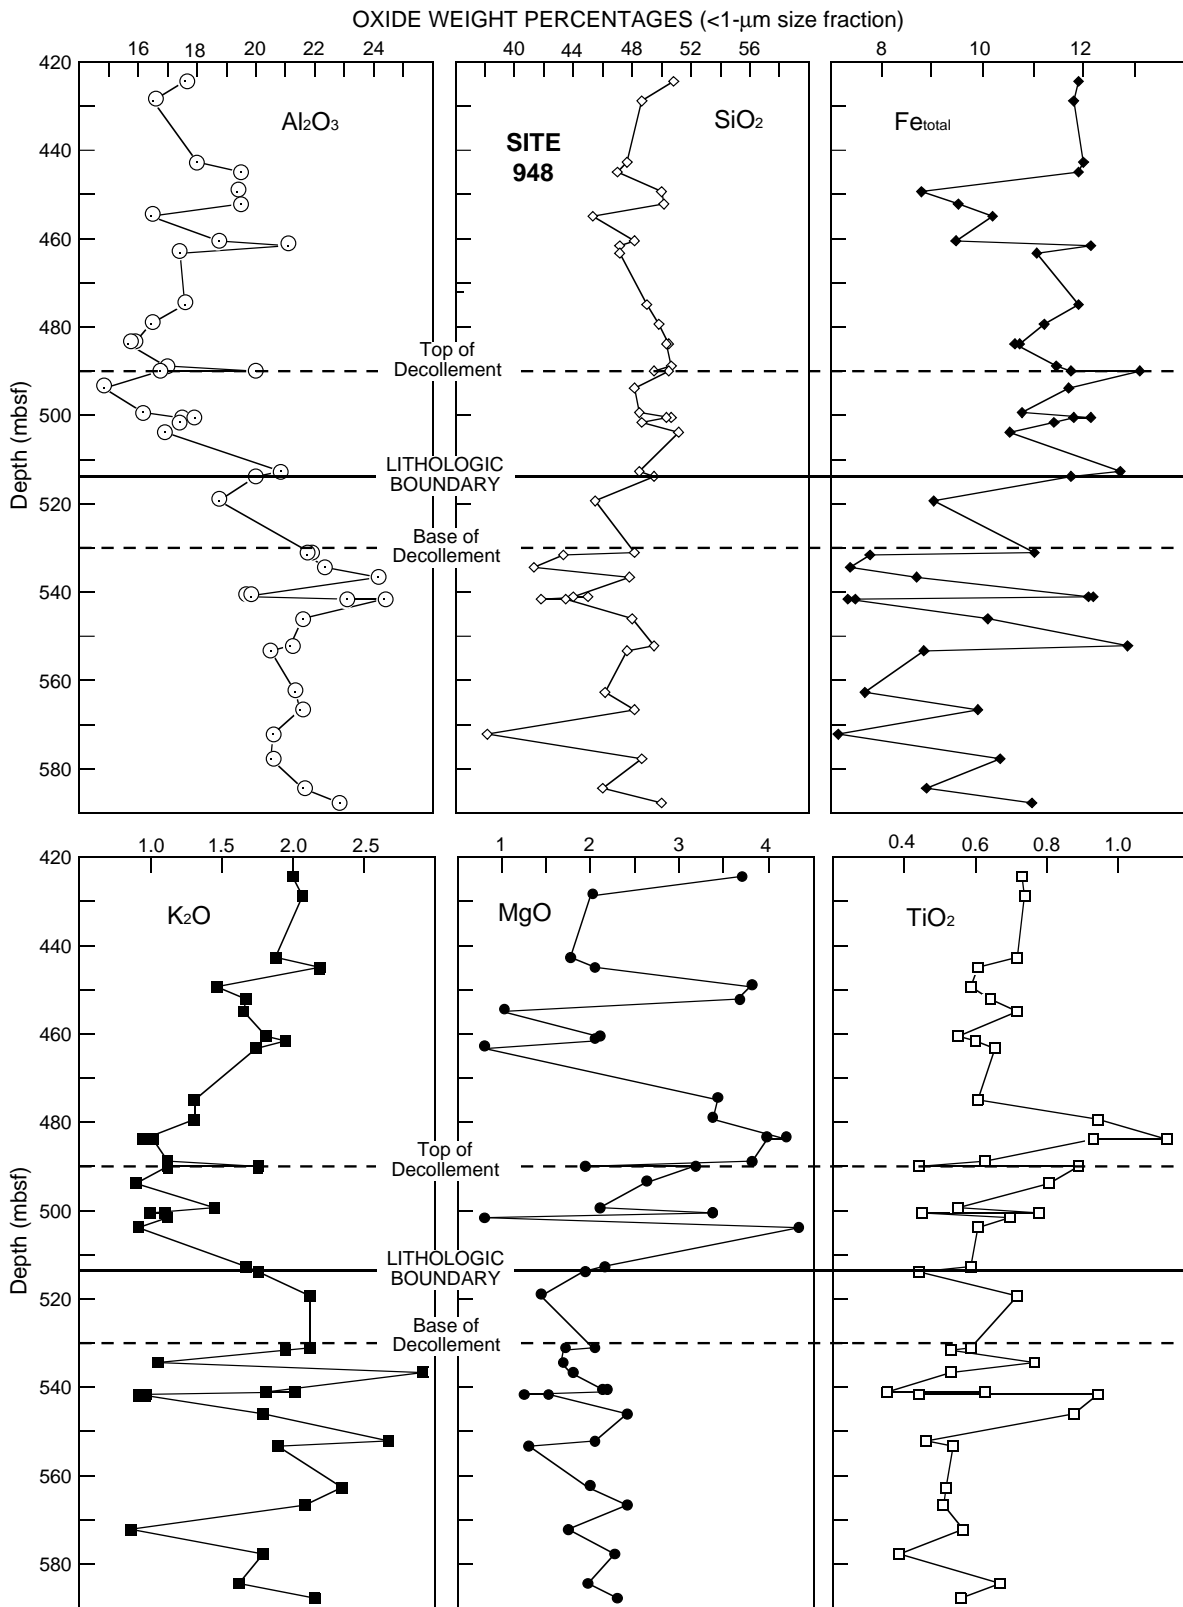 OXIDE WEIGHT PERCENTAGES (<1-μm size fraction)
16 18 20 22 24
40 44 48 52 56
8 10 12
420
440
460
480
500
520
540
560
580
Depth (mbsf)
Al2O3
SITE
948
SiO2
Fetotal
Top of
Decollement
LITHOLOGIC
BOUNDARY
Base of
Decollement
1.0 1.5 2.0 2.5
1 2 3 4
0.4 0.6 0.8 1.0
420
440
460
480
500
520
540
560
580
Depth (mbsf)
K2O
MgO
TiO2
Top of
Decollement
LITHOLOGIC
BOUNDARY
Base of
Decollement